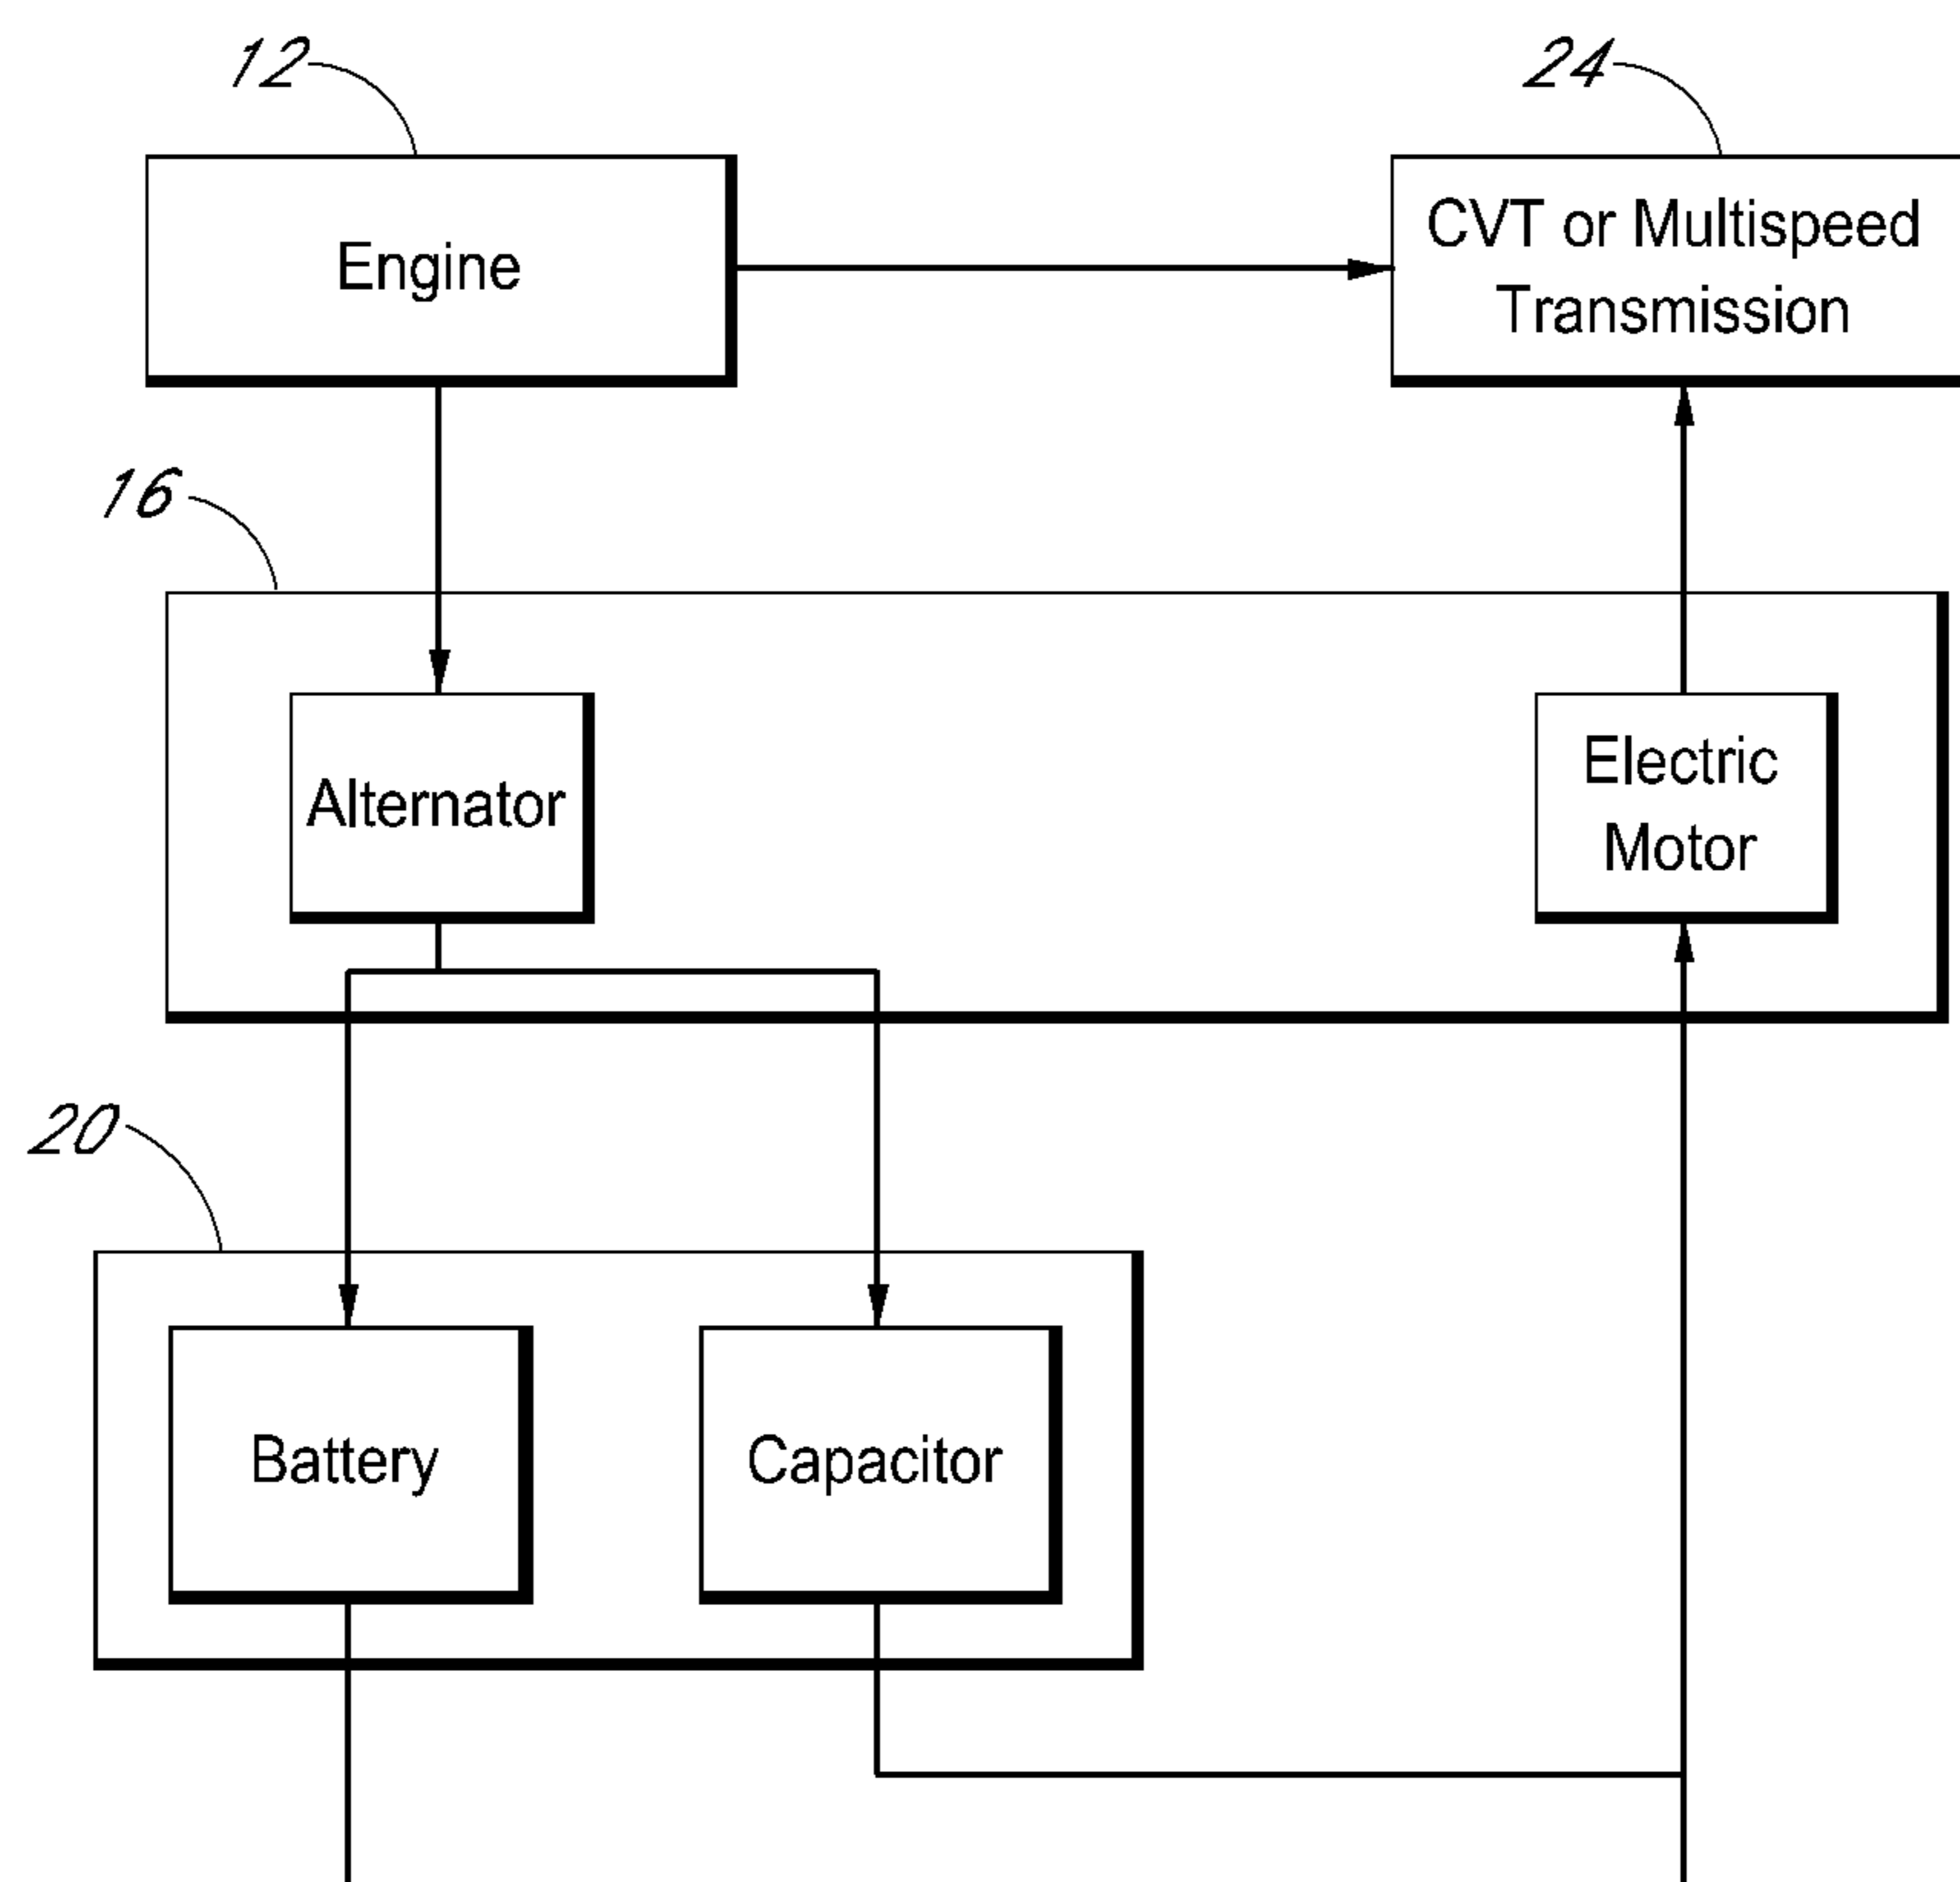 12
24
Engine
CVT or Multispeed
Transmission
16
Alternator
Electric
Motor
20
Battery
Capacitor